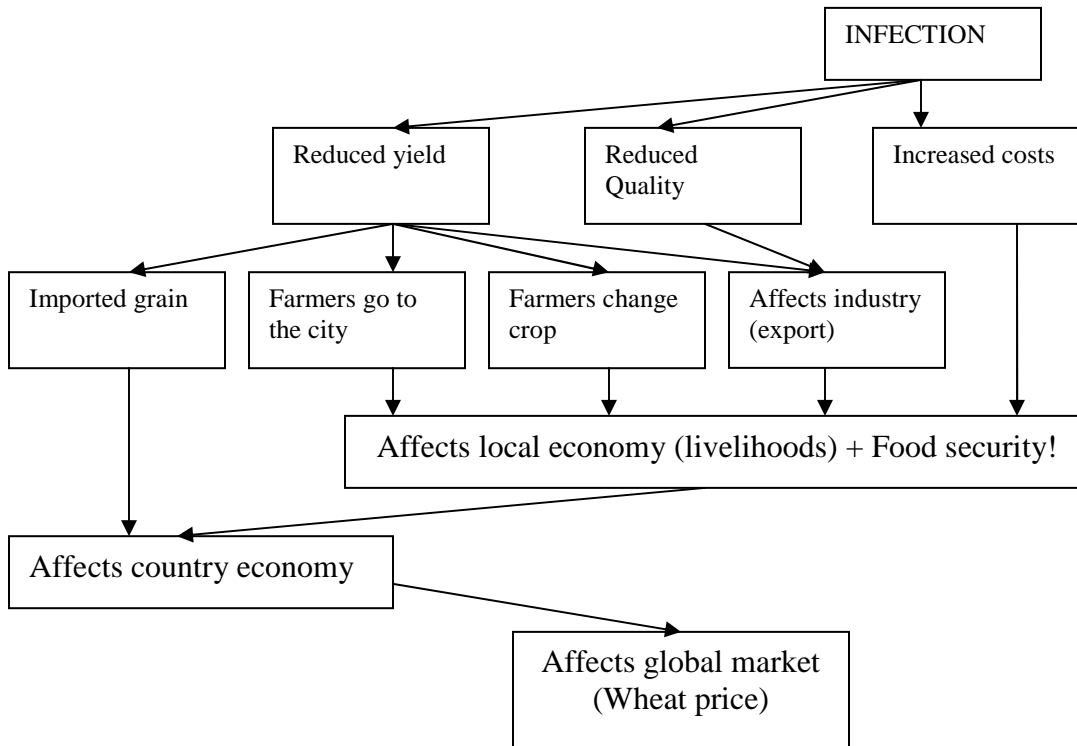 INFECTION
Reduced yield
Reduced
Quality
Increased costs
Imported grain
Farmers go to
the city
Farmers change
crop
Affects industry
(export)
Affects local economy (livelihoods) + Food security!
Affects country economy
Affects global market
(Wheat price)